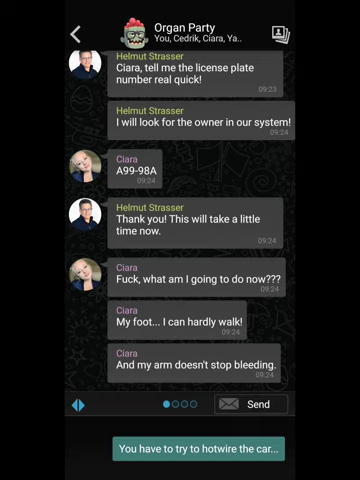 Organ Party
You, Cedrik, Ciara, Ya..
Helmut Strasser
Ciara, tell me the license plate
number real quick!
09:23
Helmut Strasser
I will look for the owner in our system!
09:24
Ciara
A99-98A
09:24
Helmut Strasser
Thank you! This will take a little
time now.
09:24
Ciara
Fuck, what am I going to do now???
09:24
Ciara
My foot... I can hardly walk!
09:24
Ciara
And my arm doesn't stop bleeding.
09:24
Send
You have to try to hotwire the car...